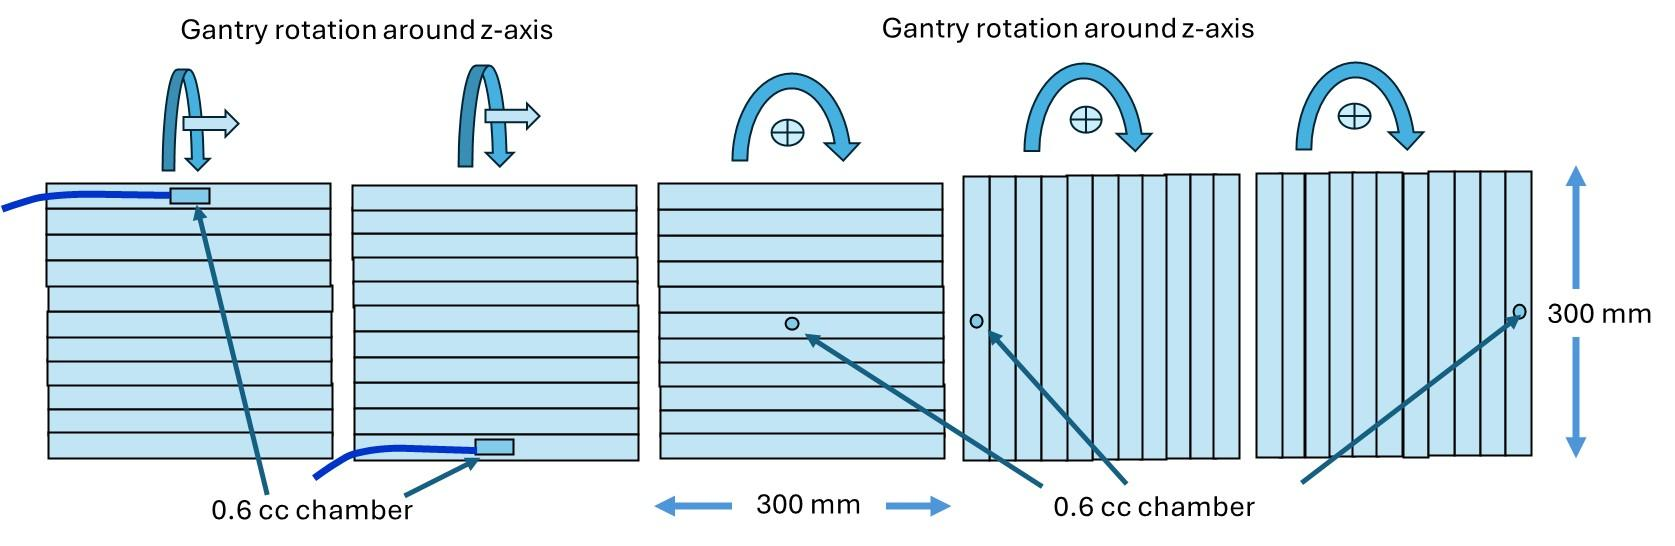 Gantry rotation around z-axis
Gantry rotation around z-axis
300 mm
0.6 cc chamber
300 mm
0.6 cc chamber